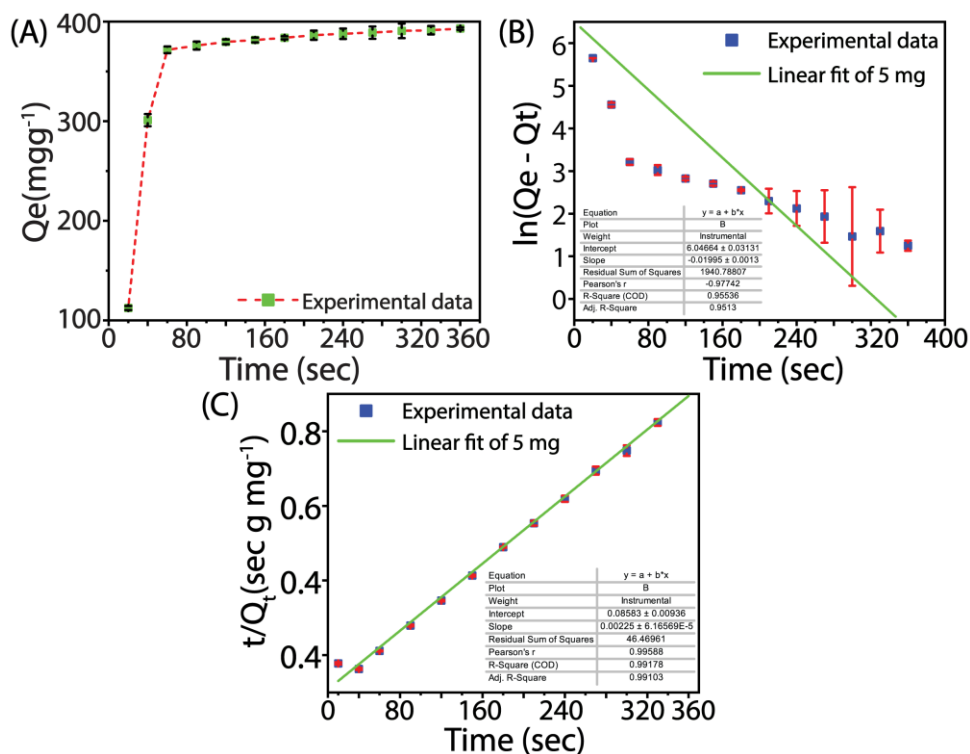 (A)
400
300
200
100
Qe(mgg⁻¹)
Experimental data
0 80 160 240 320 360
Time (sec)
(B)
6
5
4
3
2
1
0
ln(Qe - Qt)
Experimental data
Linear fit of 5 mg
Equation y = a + b*x
Plot B
Weight Instrumental
Intercept 6.04664 ± 0.03131
Slope -0.01995 ± 0.0013
Residual Sum of Squares 1940.78807
Pearson's r -0.97742
R-Square (COD) 0.95536
Adj. R-Square 0.9513
0 80 160 240 320 400
Time (sec)
(C)
0.8
0.6
0.4
0.4
t/Qt(sec g mg⁻¹)
Experimental data
Linear fit of 5 mg
Equation y = a + b*x
Plot B
Weight Instrumental
Intercept 0.08583 ± 0.00936
Slope 0.00225 ± 6.16569E-5
Residual Sum of Squares 46.46961
Pearson's r 0.99588
R-Square (COD) 0.99178
Adj. R-Square 0.99103
0 80 160 240 320 360
Time (sec)